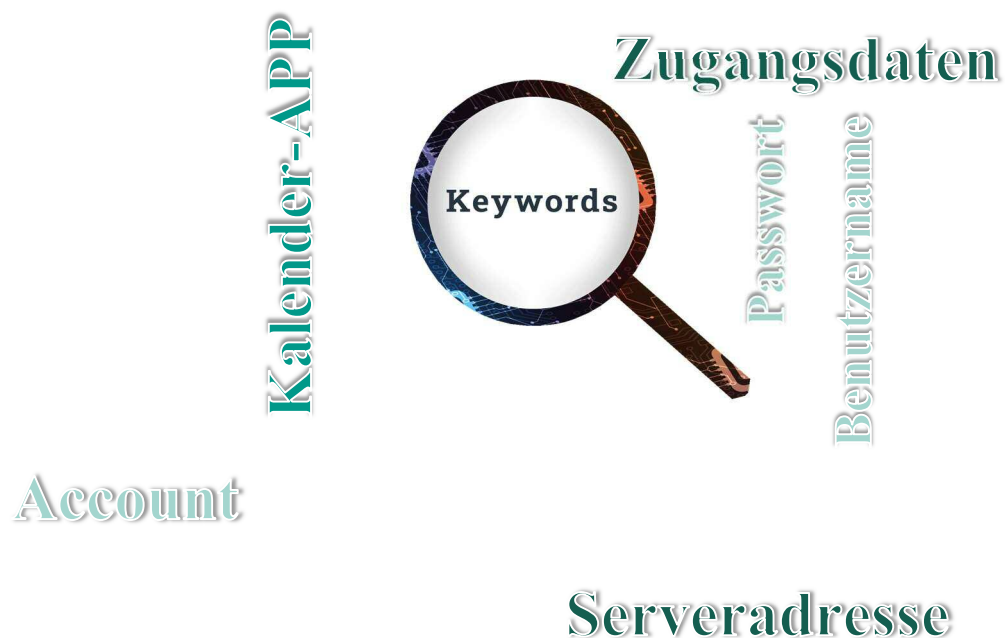 Kalender-APP
Zugangsdaten
Keywords
Passwort
Benutzername
Account
Serveradresse